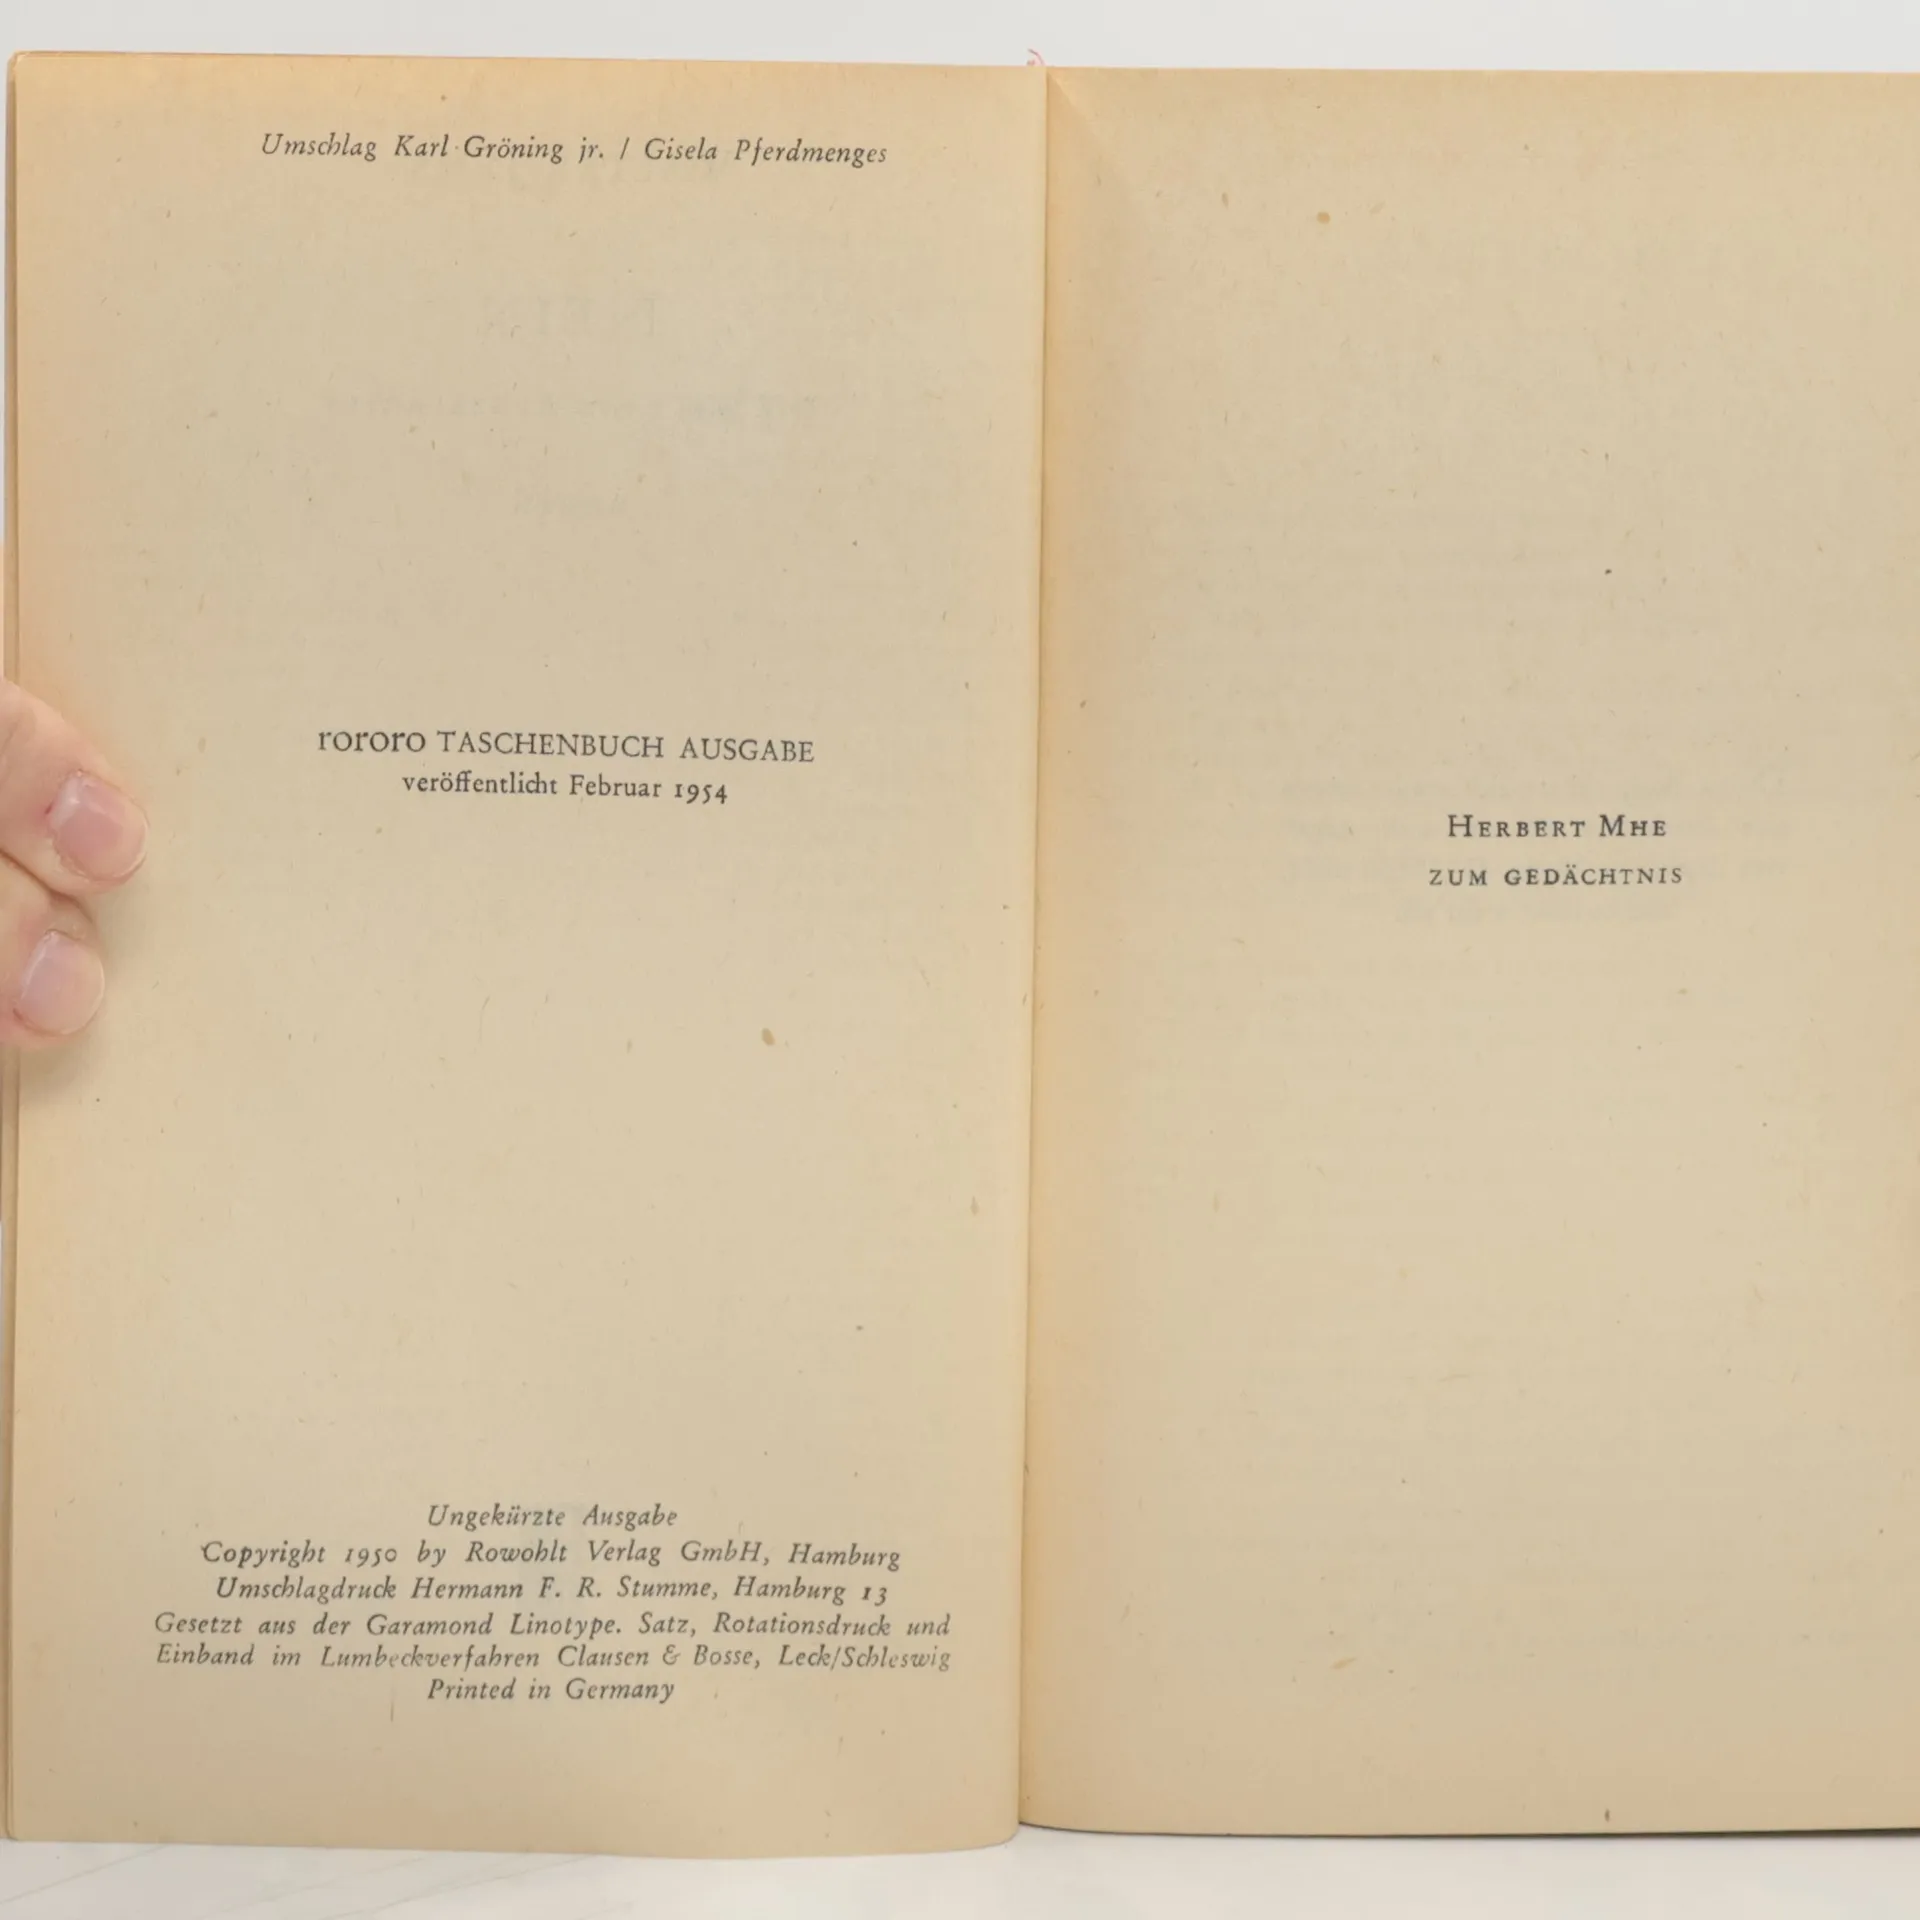 Umschlag Karl Gröning jr. / Gisela Pferdmenges
rororo TASCHENBUCH AUSGABE
veröffentlicht Februar 1954
Ungekürzte Ausgabe
Copyright 1950 by Rowohlt Verlag GmbH, Hamburg
Umschlagdruck Hermann F. R. Stumme, Hamburg 13
Gesetzt aus der Garamond Linotype. Satz, Rotationsdruck und
Einband im Lumbeckverfahren Clausen & Bosse, Leck/Schleswig
Printed in Germany
HERBERT MHE
ZUM GEDÄCHTNIS